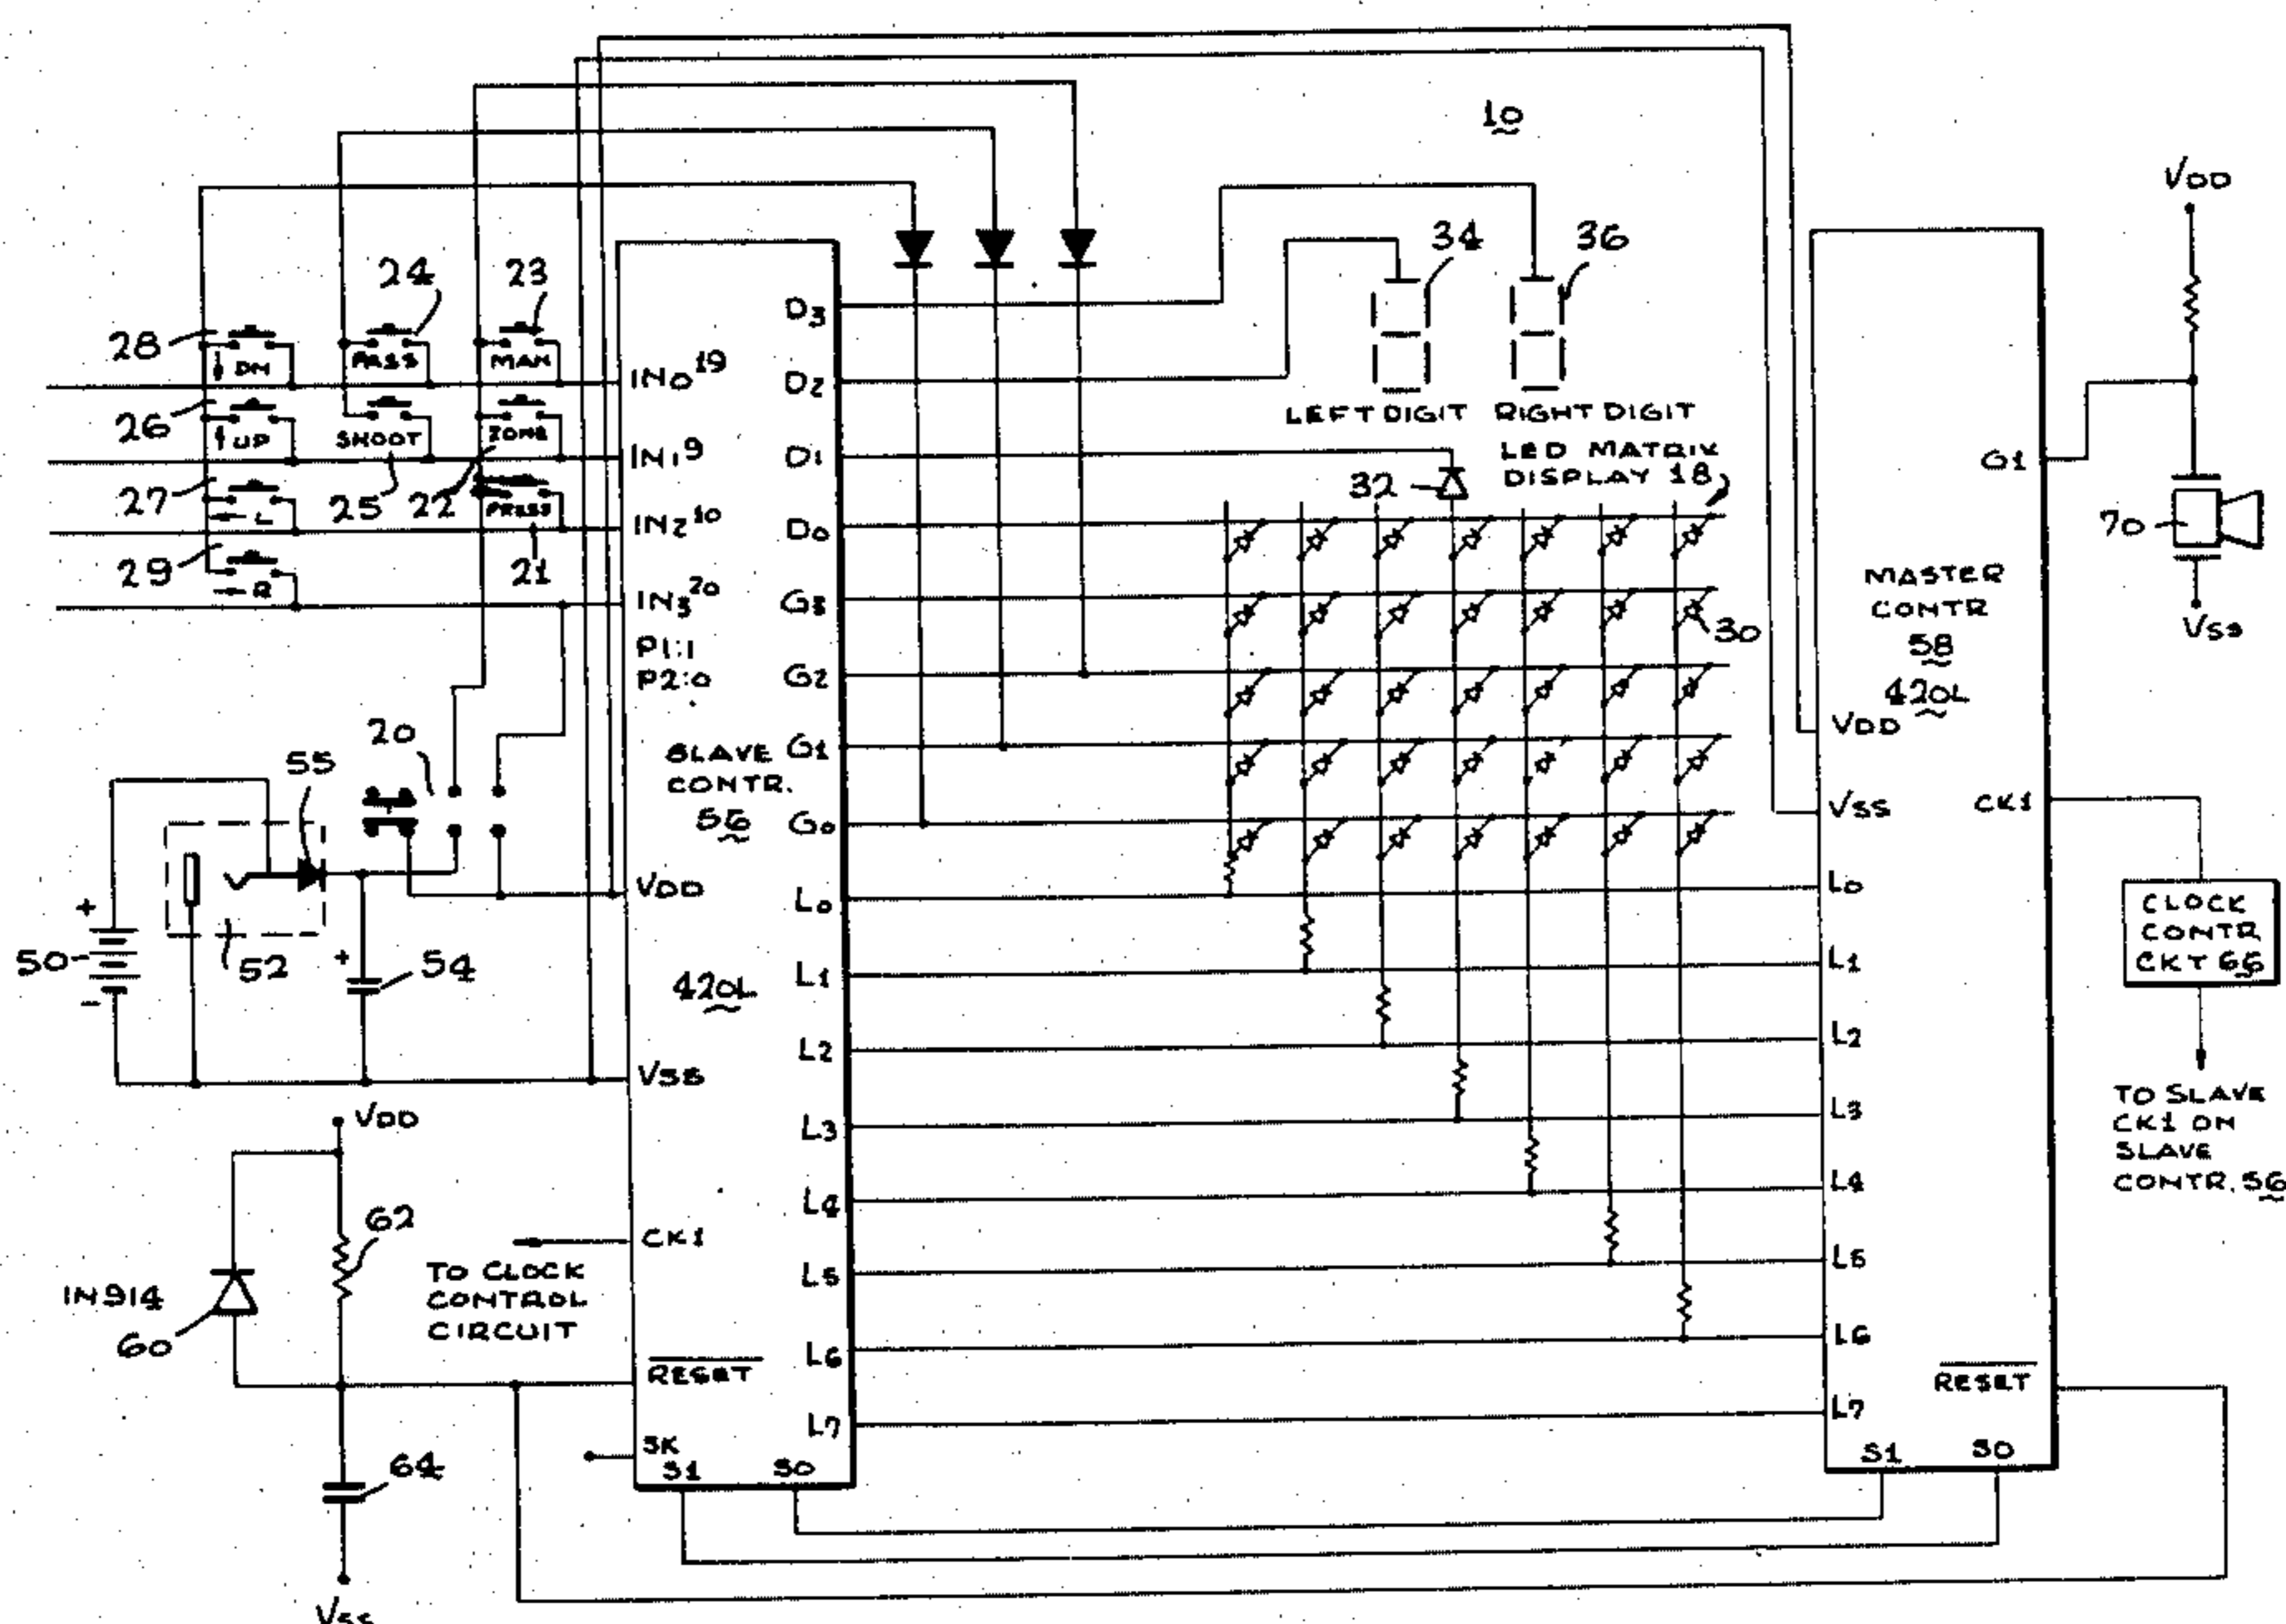 10
VDD
34
36
24
23
28
DN
PASS
MAN
26
UP
SHOOT
ZONE
27
L
25
22
PRESS
29
R
21
IN0 19
IN1 9
IN2 10
IN3 20
P1:1
P2:0
D3
D2
D1
D0
G3
G2
G1
G0
LEFT DIGIT
RIGHT DIGIT
LED MATRIX
DISPLAY 18
32
30
G1
70
VSS
MASTER
CONTR
58
420L
VDD
VSS
CK1
20
55
SLAVE
CONTR.
56
VDD
50
+
-
52
+
54
420L
VSS
L0
L1
L2
L3
L4
L5
L6
L7
L0
L1
L2
L3
L4
L5
L6
L7
CLOCK
CONTR
CKT 66
TO SLAVE
CK1 ON
SLAVE
CONTR. 56
VDD
62
1N914
60
CK1
TO CLOCK
CONTROL
CIRCUIT
RESET
RESET
64
SK
S1
S0
S1
S0
VSS